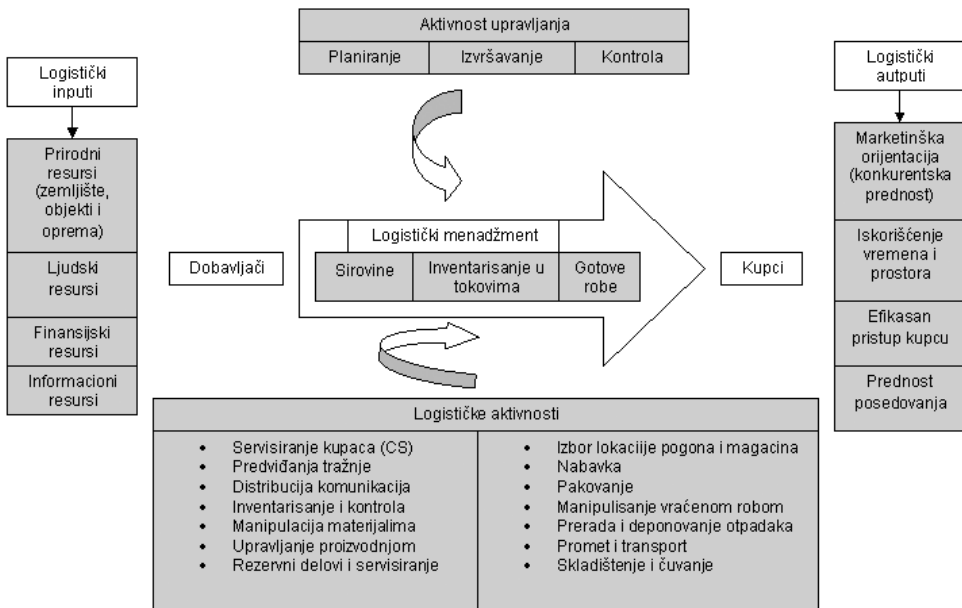 Aktivnost upravljanja
Planiranje
Izvršavanje
Kontrola
Logistički
inputi
Logistički
autputi
Prirodni
resursi
(zemljište,
objekti i
oprema)
Ljudski
resursi
Finansijski
resursi
Informacioni
resursi
Dobavljači
Logistički menadžment
Sirovine
Inventarisanje u
tokovima
Gotove
robe
Kupci
Marketinška
orijentacija
(konkurentska
prednost)
Iskorišćenje
vremena i
prostora
Efikasan
pristup kupcu
Prednost
posedovanja
Logističke aktivnosti
• Servisiranje kupaca (CS)
• Predviđanja tražnje
• Distribucija komunikacija
• Inventarisanje i kontrola
• Manipulacija materijalima
• Upravljanje proizvodnjom
• Rezervni delovi i servisiranje
• Izbor lokaciije pogona i magacina
• Nabavka
• Pakovanje
• Manipulisanje vraćenom robom
• Prerada i deponovanje otpadaka
• Promet i transport
• Skladištenje i čuvanje